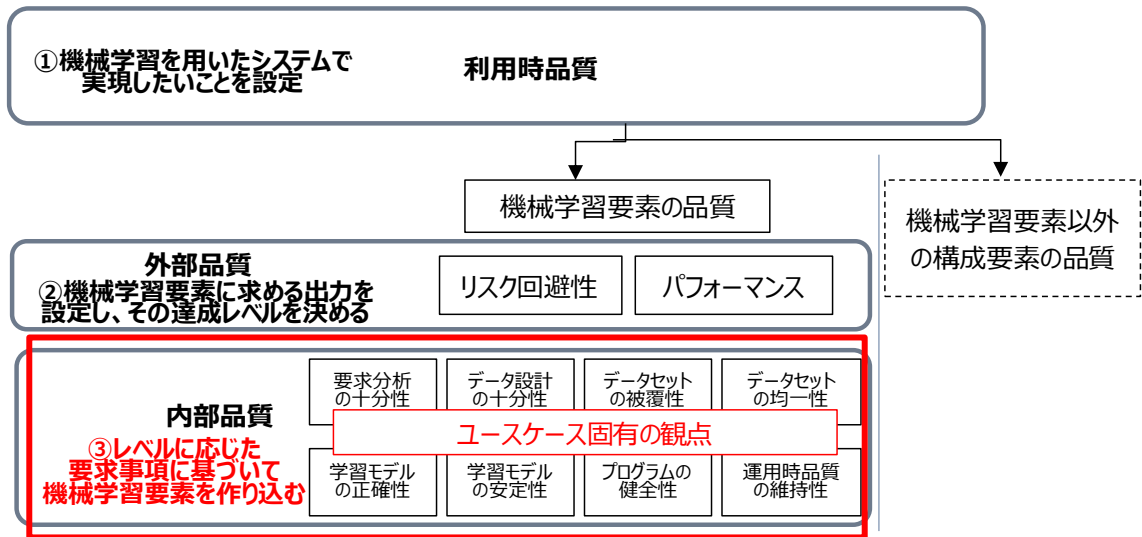 ①機械学習を用いたシステムで
実現したいことを設定
利用時品質
機械学習要素の品質
機械学習要素以外
の構成要素の品質
外部品質
②機械学習要素に求める出力を
設定し、その達成レベルを決める
リスク回避性
パフォーマンス
内部品質
③レベルに応じた
要求事項に基づいて
機械学習要素を作り込む
要求分析
の十分性
データ設計
の十分性
データセット
の被覆性
データセット
の均一性
ユースケース固有の観点
学習モデル
の正確性
学習モデル
の安定性
プログラムの
健全性
運用時品質
の維持性